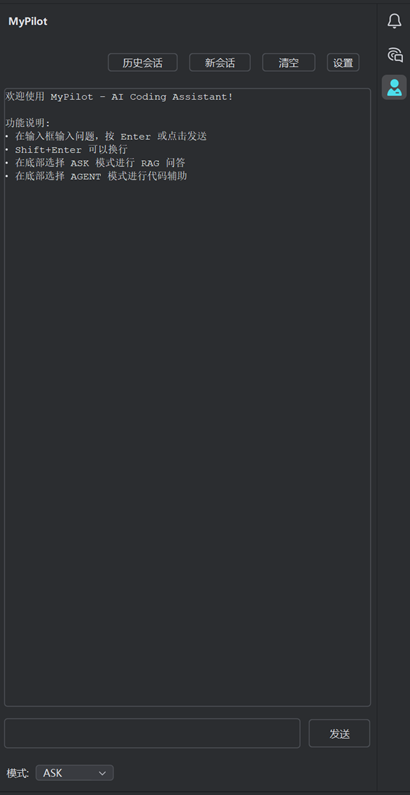 MyPilot
历史会话 新会话 清空 设置
欢迎使用 MyPilot - AI Coding Assistant!
功能说明:
• 在输入框输入问题，按 Enter 或点击发送
• Shift+Enter 可以换行
• 在底部选择 ASK 模式进行 RAG 问答
• 在底部选择 AGENT 模式进行代码辅助
发送
模式: ASK